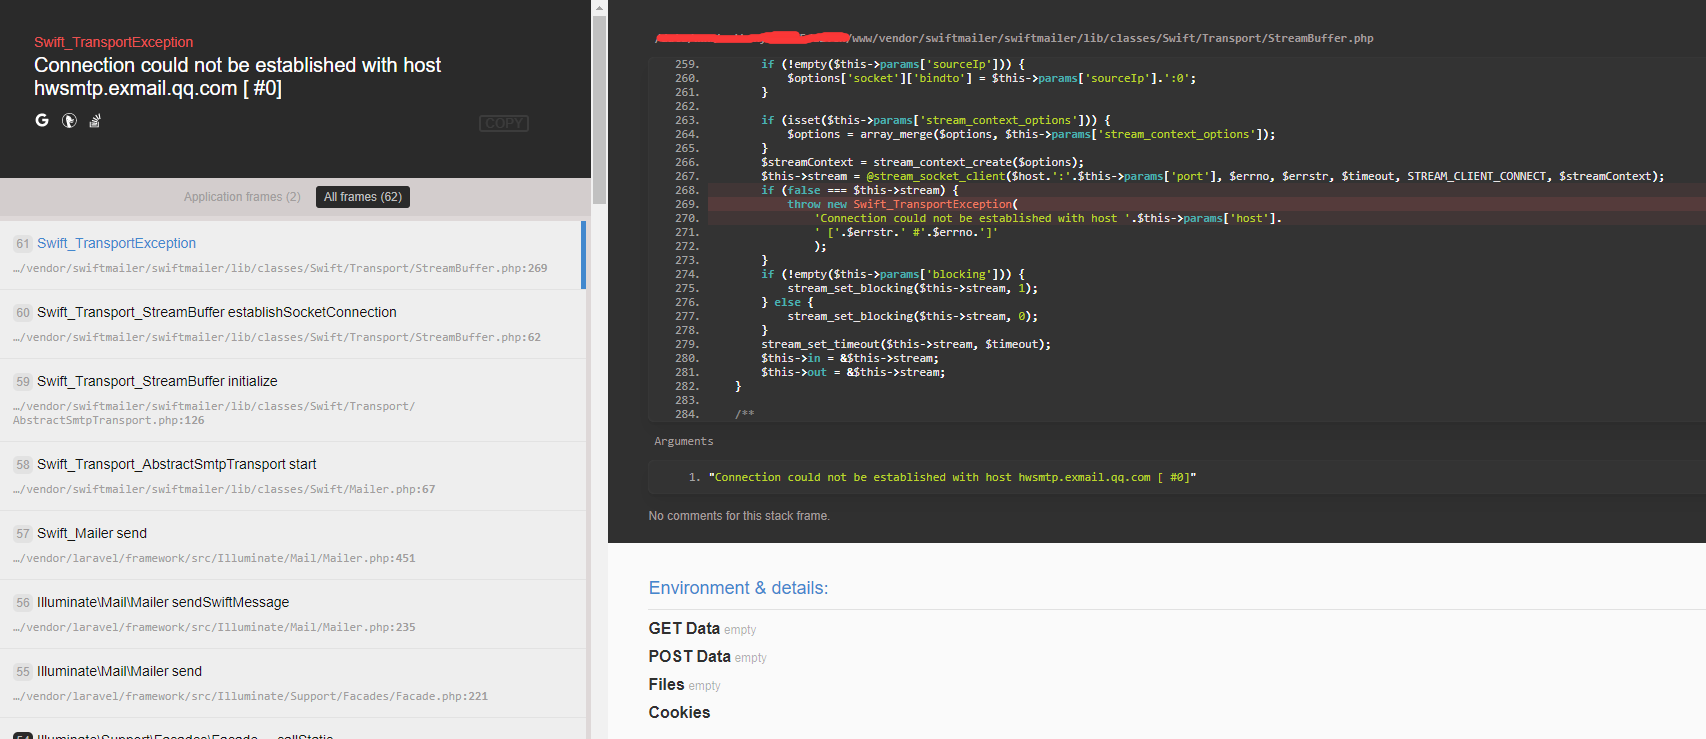 Swift_TransportException
Connection could not be established with host
hwsmtp.exmail.qq.com [ #0]
COPY
Application frames (2)
All frames (62)
61 Swift_TransportException
…/vendor/swiftmailer/swiftmailer/lib/classes/Swift/Transport/StreamBuffer.php:269
60 Swift_Transport_StreamBuffer establishSocketConnection
…/vendor/swiftmailer/swiftmailer/lib/classes/Swift/Transport/StreamBuffer.php:62
59 Swift_Transport_StreamBuffer initialize
…/vendor/swiftmailer/swiftmailer/lib/classes/Swift/Transport/
AbstractSmtpTransport.php:126
58 Swift_Transport_AbstractSmtpTransport start
…/vendor/swiftmailer/swiftmailer/lib/classes/Swift/Mailer.php:67
57 Swift_Mailer send
…/vendor/laravel/framework/src/Illuminate/Mail/Mailer.php:451
56 Illuminate\Mail\Mailer sendSwiftMessage
…/vendor/laravel/framework/src/Illuminate/Mail/Mailer.php:235
55 Illuminate\Mail\Mailer send
…/vendor/laravel/framework/src/Illuminate/Support/Facades/Facade.php:221
/www/vendor/swiftmailer/swiftmailer/lib/classes/Swift/Transport/StreamBuffer.php
259. if (!empty($this->params['sourceIp'])) {
260. $options['socket']['bindto'] = $this->params['sourceIp'].':0';
261. }
262.
263. if (isset($this->params['stream_context_options'])) {
264. $options = array_merge($options, $this->params['stream_context_options']);
265. }
266. $streamContext = stream_context_create($options);
267. $this->stream = @stream_socket_client($host.':'.$this->params['port'], $errno, $errstr, $timeout, STREAM_CLIENT_CONNECT, $streamContext);
268. if (false === $this->stream) {
269. throw new Swift_TransportException(
270. 'Connection could not be established with host '.$this->params['host'].
271. ' ['.$errstr.' #'.$errno.']'
272. );
273. }
274. if (!empty($this->params['blocking'])) {
275. stream_set_blocking($this->stream, 1);
276. } else {
277. stream_set_blocking($this->stream, 0);
278. }
279. stream_set_timeout($this->stream, $timeout);
280. $this->in = &$this->stream;
281. $this->out = &$this->stream;
282. }
283.
284. /**
Arguments
1. "Connection could not be established with host hwsmtp.exmail.qq.com [ #0]"
No comments for this stack frame.
Environment & details:
GET Data empty
POST Data empty
Files empty
Cookies